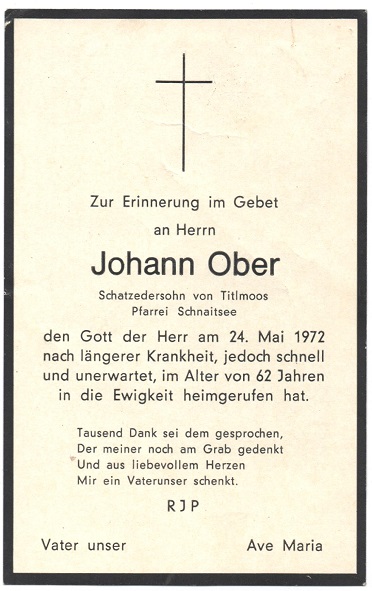 Zur Erinnerung im Gebet
an Herrn
Johann Ober
Schatzedersohn von Titlmoos
Pfarrei Schnaitsee
den Gott der Herr am 24. Mai 1972
nach längerer Krankheit, jedoch schnell
und unerwartet, im Alter von 62 Jahren
in die Ewigkeit heimgerufen hat.
Tausend Dank sei dem gesprochen,
Der meiner noch am Grab gedenkt
Und aus liebevollem Herzen
Mir ein Vaterunser schenkt.
R J P
Vater unser Ave Maria